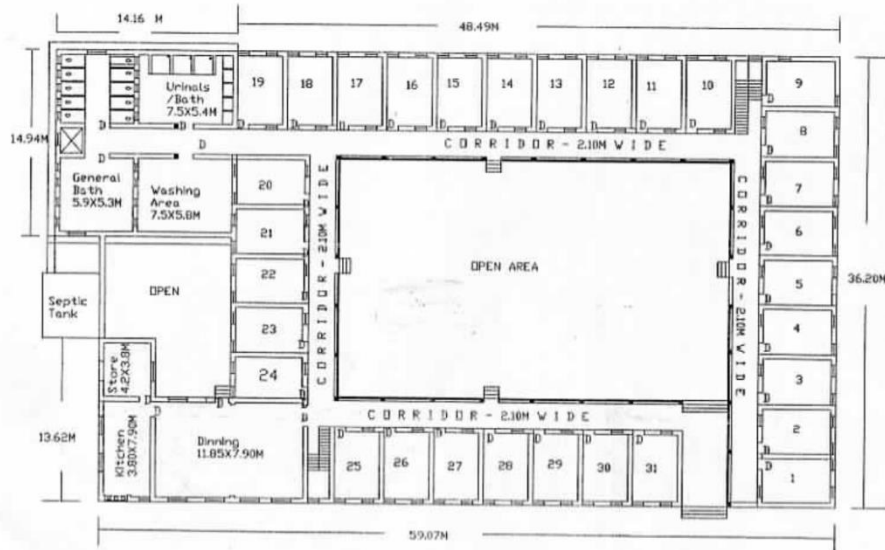 14.16 M
48.49M
14.94M
36.20M
13.62M
59.07M
Urinals
/Bath
7.5X5.4M
19
18
17
16
15
14
13
12
11
10
9
8
7
6
5
4
3
2
1
D
D
D
D
D
CORRIDOR- 2.10M WIDE
General
Bath
5.9X5.3M
Washing
Area
7.5X5.8M
20
21
22
23
24
CORRIDOR- 2.10M WIDE
OPEN AREA
CORRIDOR- 2.10M WIDE
OPEN
Septic
Tank
Store
4.2X3.8M
Kitchen
3.80X7.90M
Dinning
11.85X7.90M
CORRIDOR- 2.10M WIDE
25
26
27
28
29
30
31
D
D
D
D
D
D
D